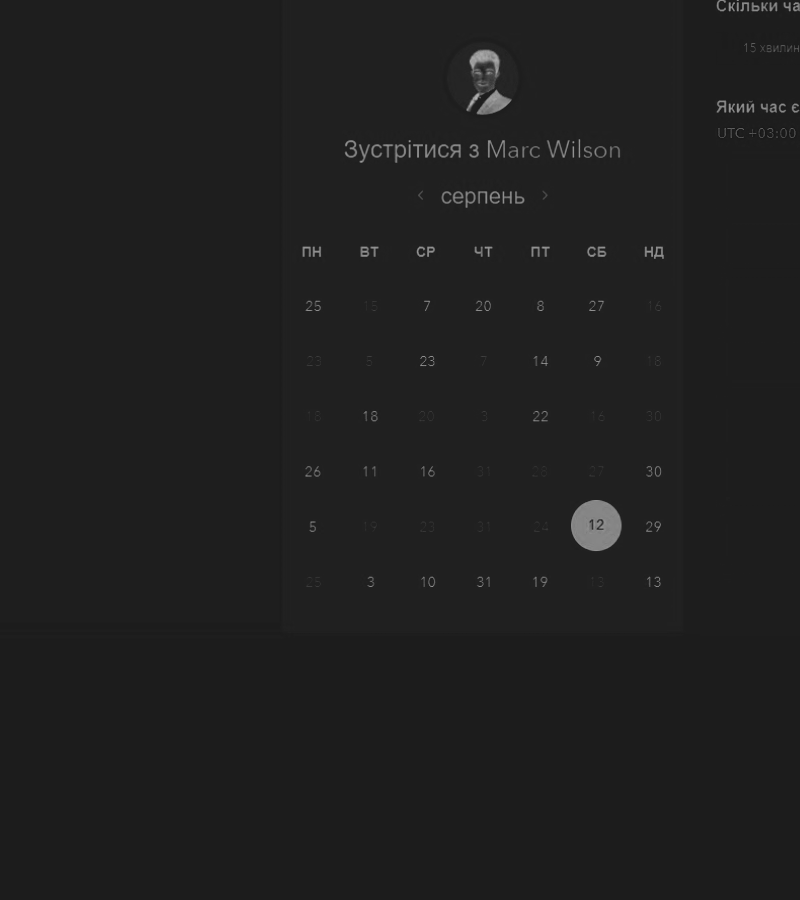 Скільки ча
15 хвилин
Який час є
UTC +03:00
Зустрітися з Marc Wilson
серпень
ПН ВТ СР ЧТ ПТ СБ НД
25 15 7 20 8 27 16
23 5 23 7 14 9 18
18 18 20 3 22 16 30
26 11 16 31 28 27 30
5 19 23 31 24 12 29
25 3 10 31 19 13 13